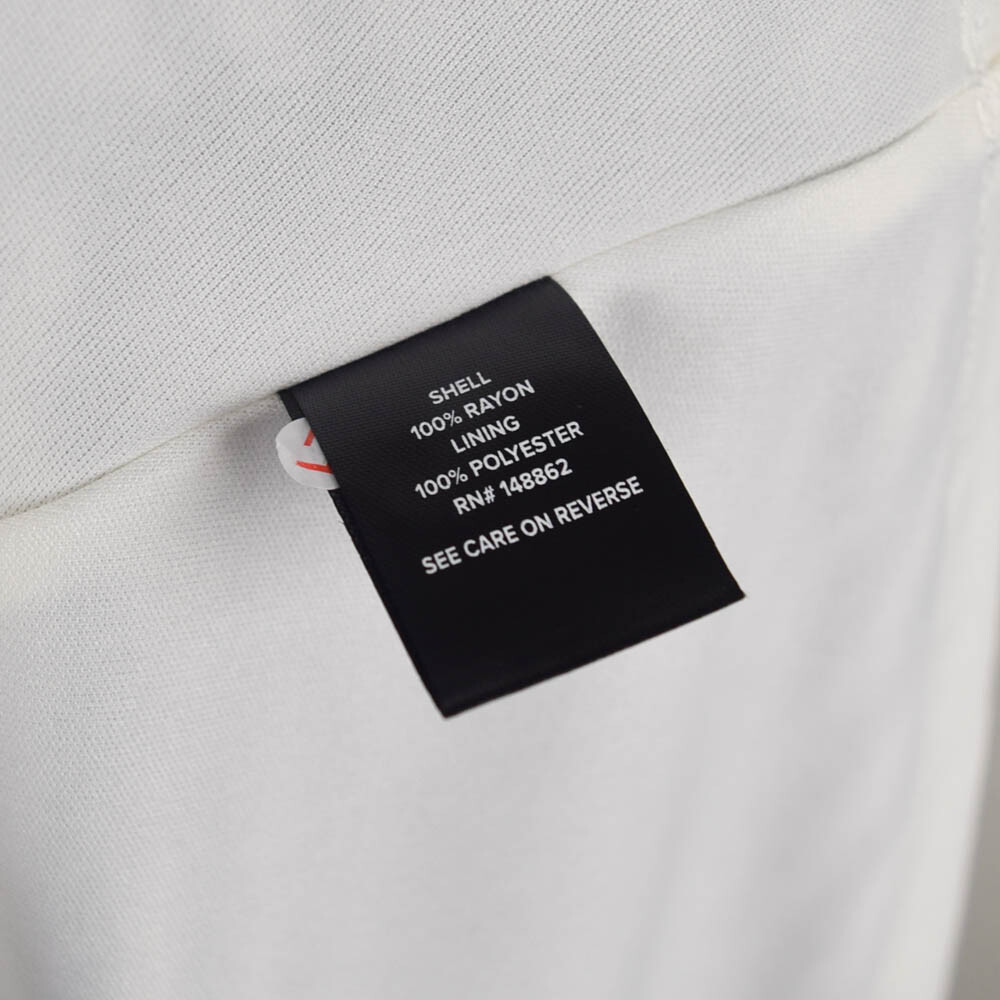 SHELL
100% RAYON
LINING
100% POLYESTER
RN# 148862
SEE CARE ON REVERSE